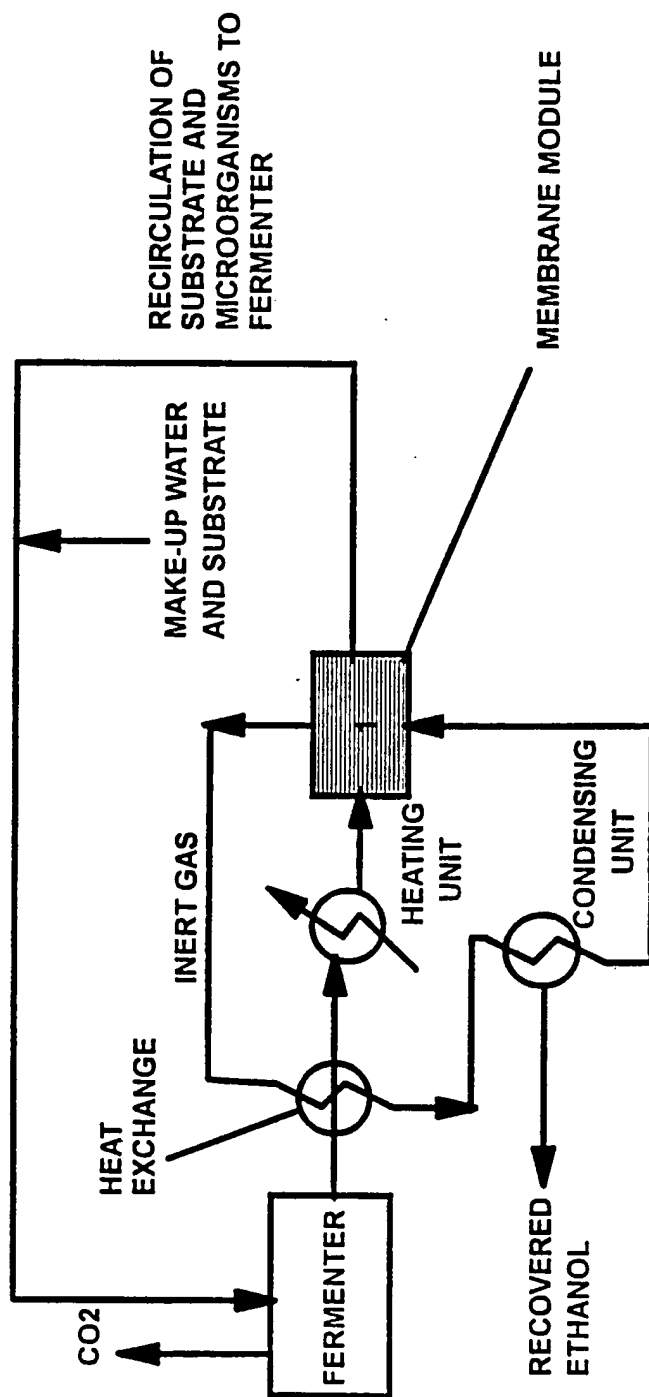 CO2
FERMENTER
HEAT
EXCHANGE
INERT GAS
HEATING
UNIT
MAKE-UP WATER
AND SUBSTRATE
RECIRCULATION OF
SUBSTRATE AND
MICROORGANISMS TO
FERMENTER
MEMBRANE MODULE
CONDENSING
UNIT
RECOVERED
ETHANOL